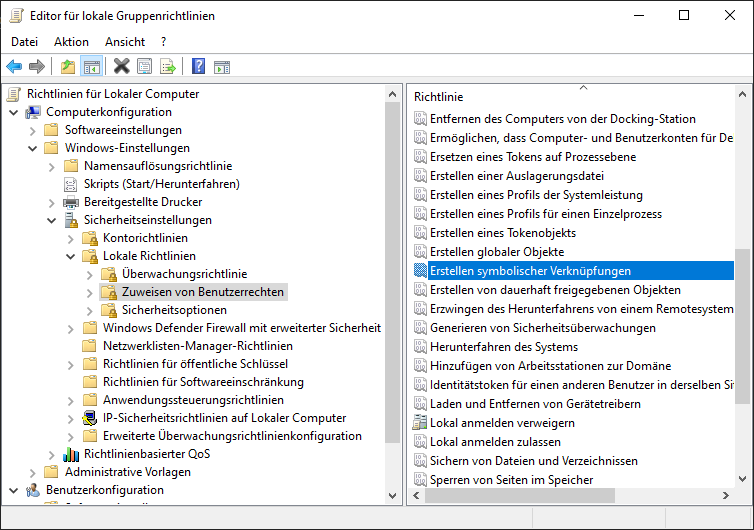 Editor für lokale Gruppenrichtlinien
Datei Aktion Ansicht ?
Richtlinien für Lokaler Computer
Computerkonfiguration
Softwareeinstellungen
Windows-Einstellungen
Namensauflösungsrichtlinie
Skripts (Start/Herunterfahren)
Bereitgestellte Drucker
Sicherheitseinstellungen
Kontorichtlinien
Lokale Richtlinien
Überwachungsrichtlinie
Zuweisen von Benutzerrechten
Sicherheitsoptionen
Windows Defender Firewall mit erweiterter Sicherheit
Netzwerklisten-Manager-Richtlinien
Richtlinien für öffentliche Schlüssel
Richtlinien für Softwareeinschränkung
Anwendungssteuerungsrichtlinien
IP-Sicherheitsrichtlinien auf Lokaler Computer
Erweiterte Überwachungsrichtlinienkonfiguration
Richtlinienbasierter QoS
Administrative Vorlagen
Benutzerkonfiguration
Richtlinie
Entfernen des Computers von der Docking-Station
Ermöglichen, dass Computer- und Benutzerkonten für De
Ersetzen eines Tokens auf Prozessebene
Erstellen einer Auslagerungsdatei
Erstellen eines Profils der Systemleistung
Erstellen eines Profils für einen Einzelprozess
Erstellen eines Tokenobjekts
Erstellen globaler Objekte
Erstellen symbolischer Verknüpfungen
Erstellen von dauerhaft freigegebenen Objekten
Erzwingen des Herunterfahrens von einem Remotesystem
Generieren von Sicherheitsüberwachungen
Herunterfahren des Systems
Hinzufügen von Arbeitsstationen zur Domäne
Identitätstoken für einen anderen Benutzer in derselben Si
Laden und Entfernen von Gerätetreibern
Lokal anmelden verweigern
Lokal anmelden zulassen
Sichern von Dateien und Verzeichnissen
Sperren von Seiten im Speicher